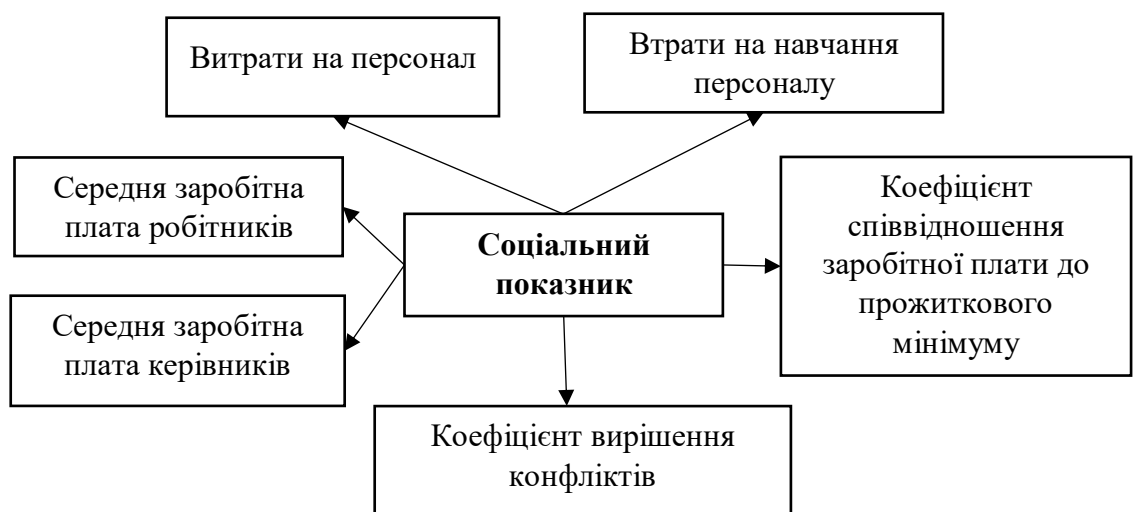 Витрати на персонал
Втрати на навчання
персоналу
Середня заробітна
плата робітників
Соціальний
показник
Коефіцієнт
співвідношення
заробітної плати до
прожиткового
мінімуму
Середня заробітна
плата керівників
Коефіцієнт вирішення
конфліктів